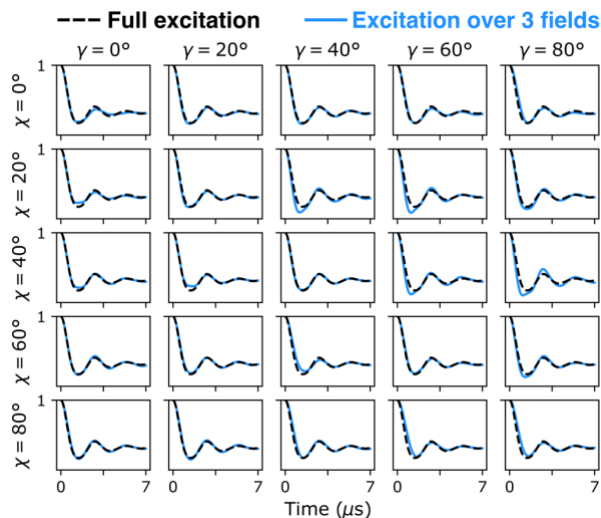 Full excitation Excitation over 3 fields
γ = 0° γ = 20° γ = 40° γ = 60° γ = 80°
1
χ = 0°
1
χ = 20°
1
χ = 40°
1
χ = 60°
1
χ = 80°
0 7 0 7 0 7 0 7 0 7
Time (μs)